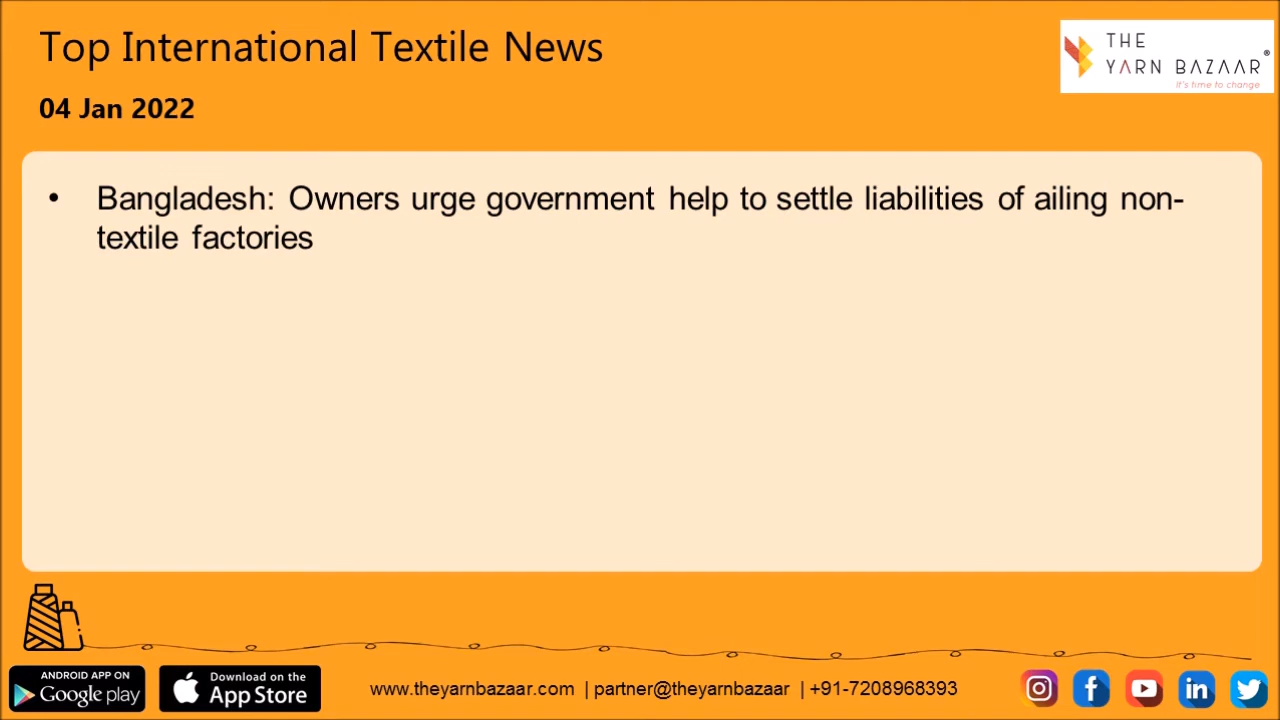 Top International Textile News
THE
YARN BAZAAR®
It's time to change
04 Jan 2022
• Bangladesh: Owners urge government help to settle liabilities of ailing non-
textile factories
ANDROID APP ON
Google play
Download on the
App Store
www.theyarnbazaar.com | partner@theyarnbazaar | +91-7208968393